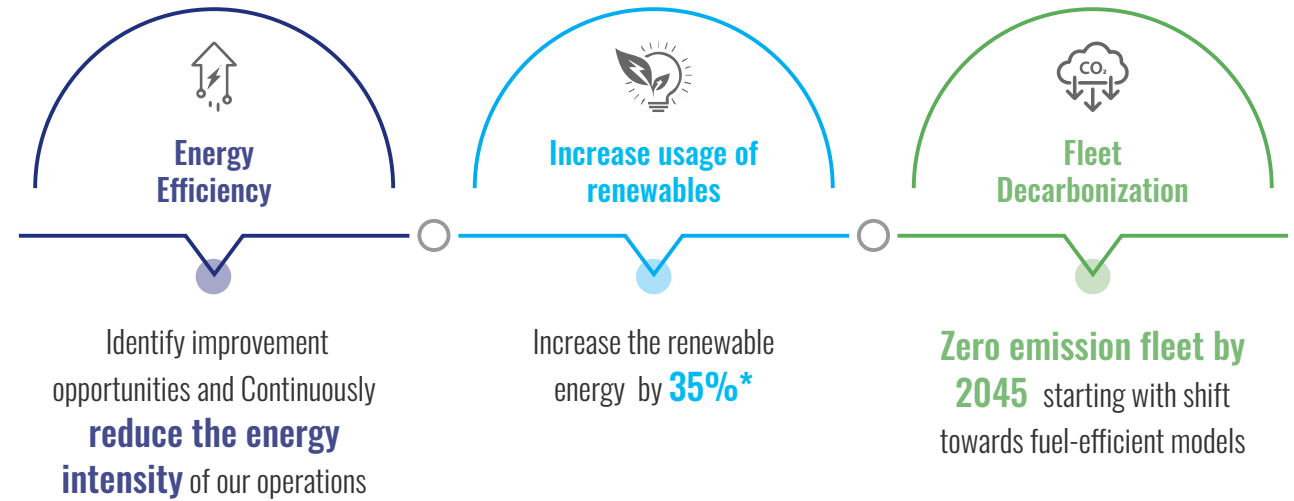 Energy
Efficiency
Identify improvement
opportunities and Continuously
reduce the energy
intensity of our operations
Increase usage of
renewables
Increase the renewable
energy by 35%*
CO₂
Fleet
Decarbonization
Zero emission fleet by
2045 starting with shift
towards fuel-efficient models